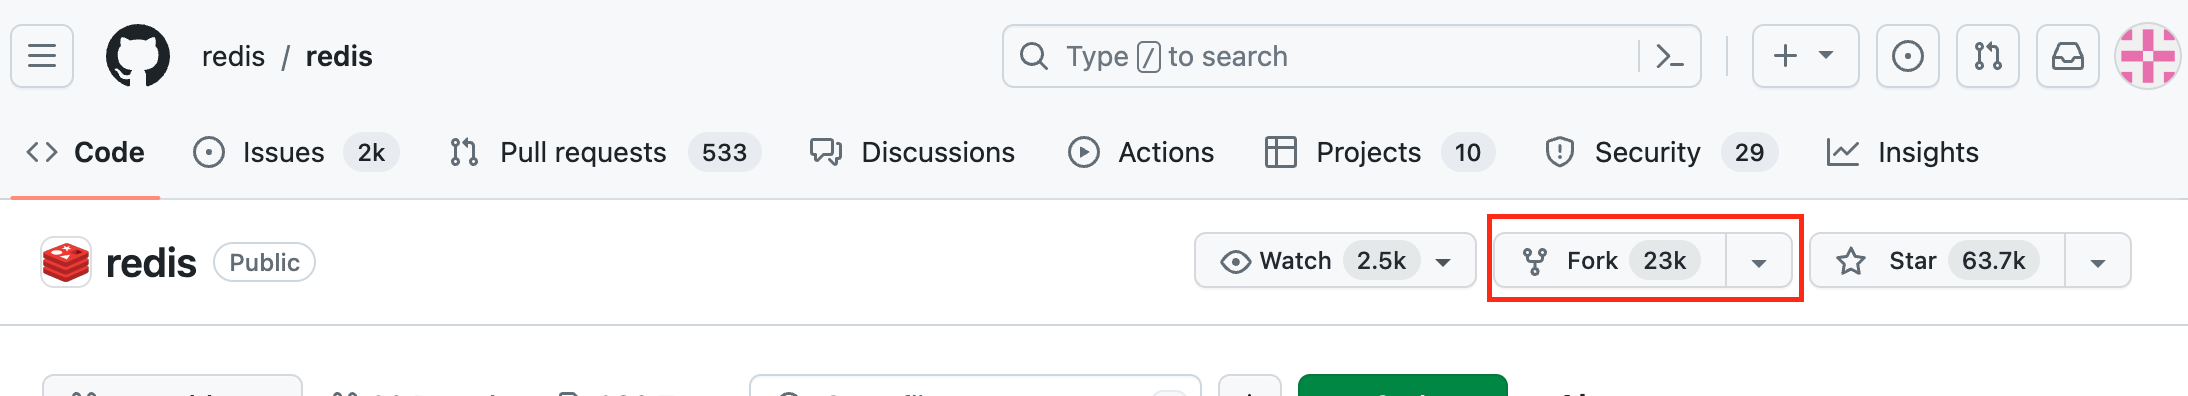 redis / redis
Type / to search
Code Issues 2k Pull requests 533 Discussions Actions Projects 10 Security 29 Insights
redis Public Watch 2.5k Fork 23k Star 63.7k